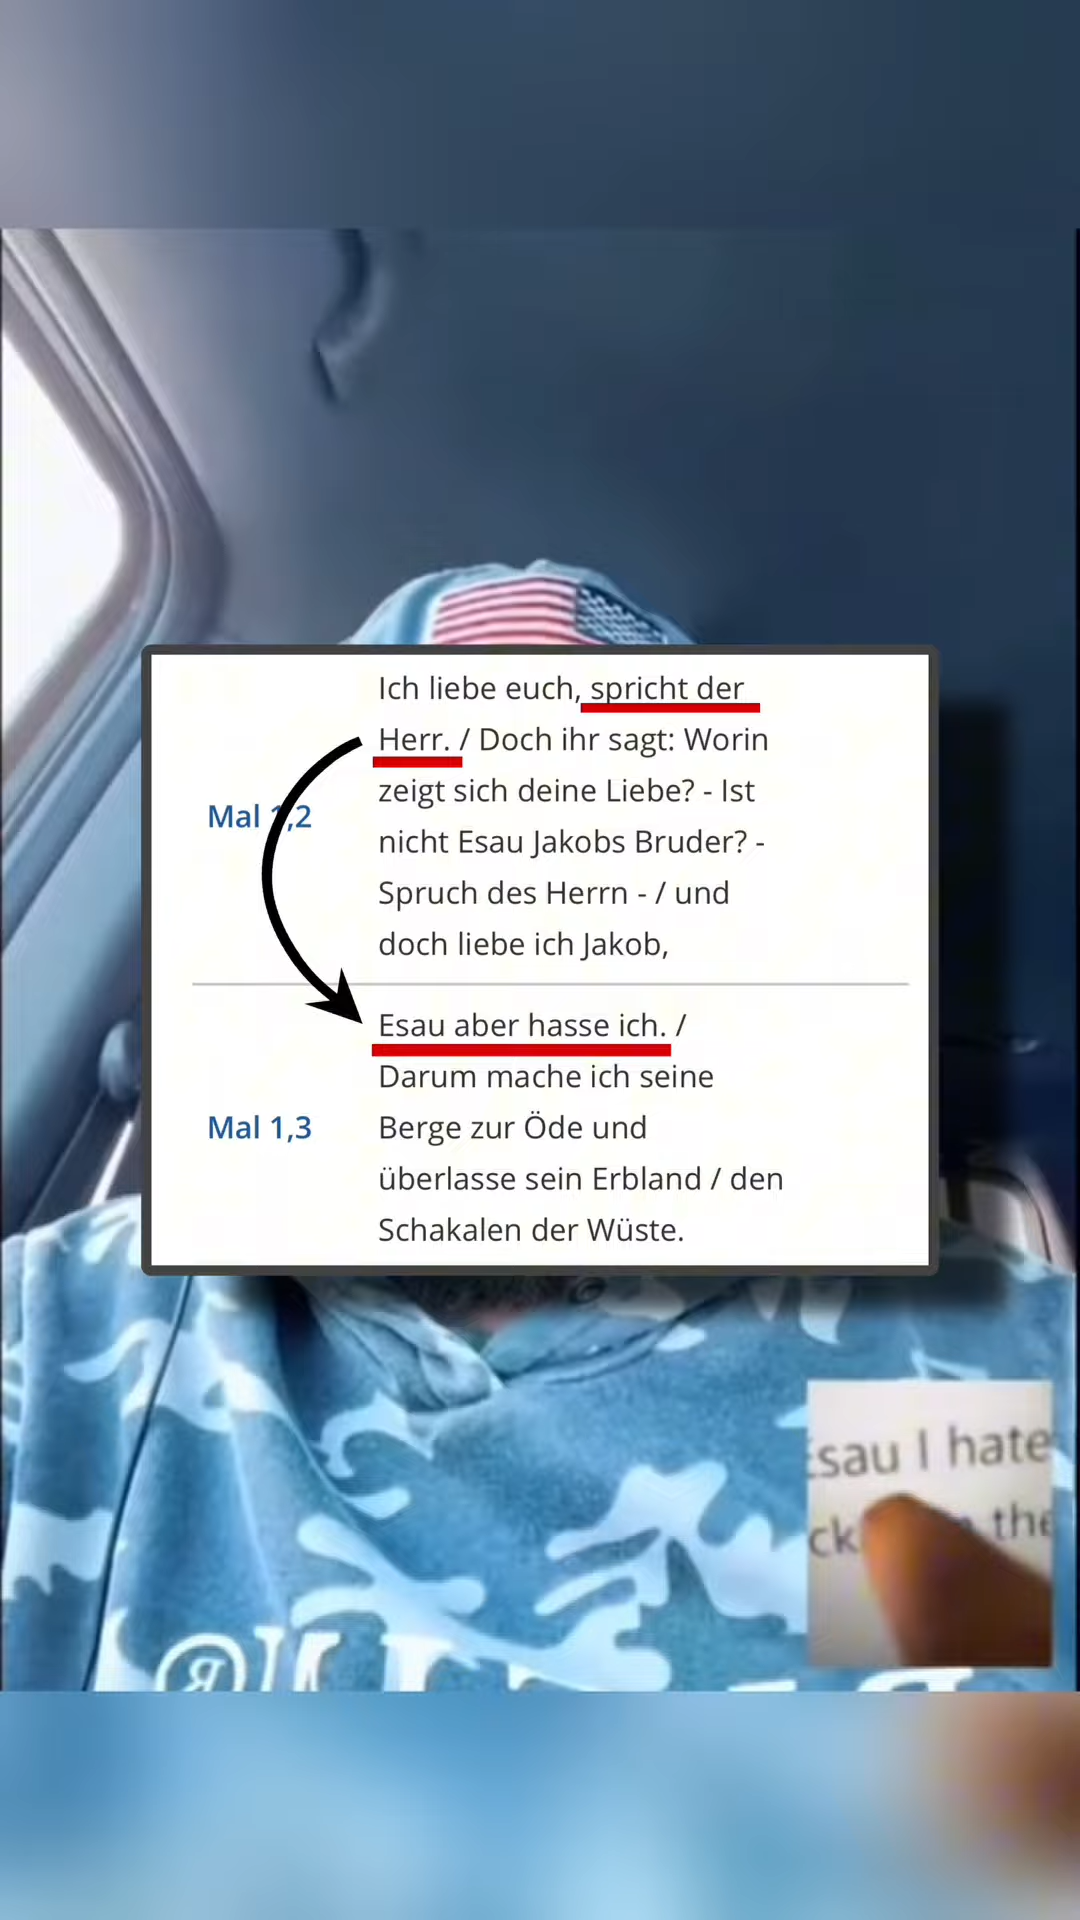 Ich liebe euch, spricht der
Herr. / Doch ihr sagt: Worin
zeigt sich deine Liebe? - Ist
Mal 1,2
nicht Esau Jakobs Bruder? -
Spruch des Herrn - / und
doch liebe ich Jakob,
Esau aber hasse ich. /
Darum mache ich seine
Mal 1,3
Berge zur Öde und
überlasse sein Erbland / den
Schakalen der Wüste.
I hate
the